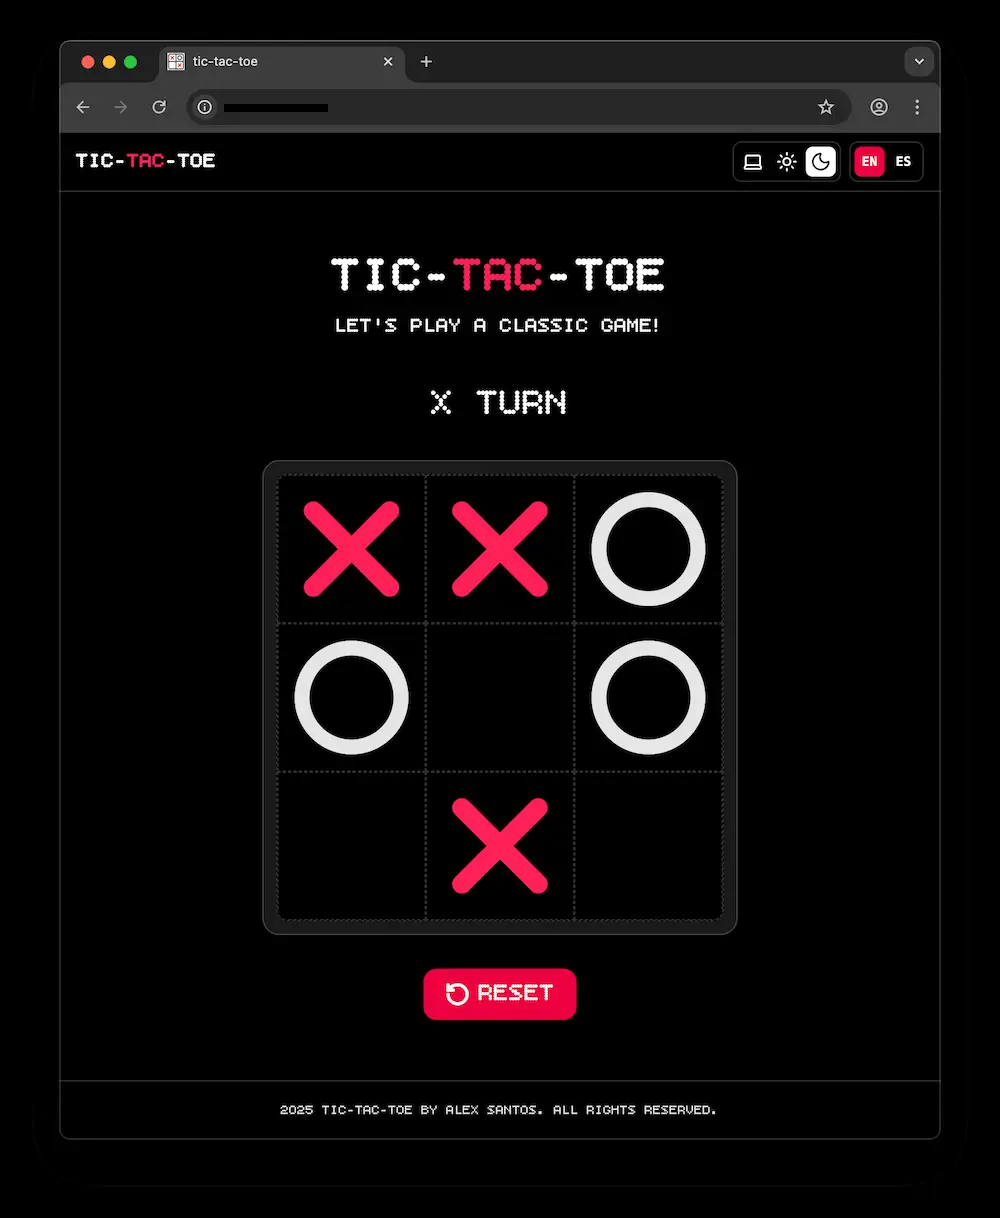 tic-tac-toe
TIC-TAC-TOE
EN ES
TIC-TAC-TOE
LET'S PLAY A CLASSIC GAME!
X TURN
RESET
2025 TIC-TAC-TOE BY ALEX SANTOS. ALL RIGHTS RESERVED.